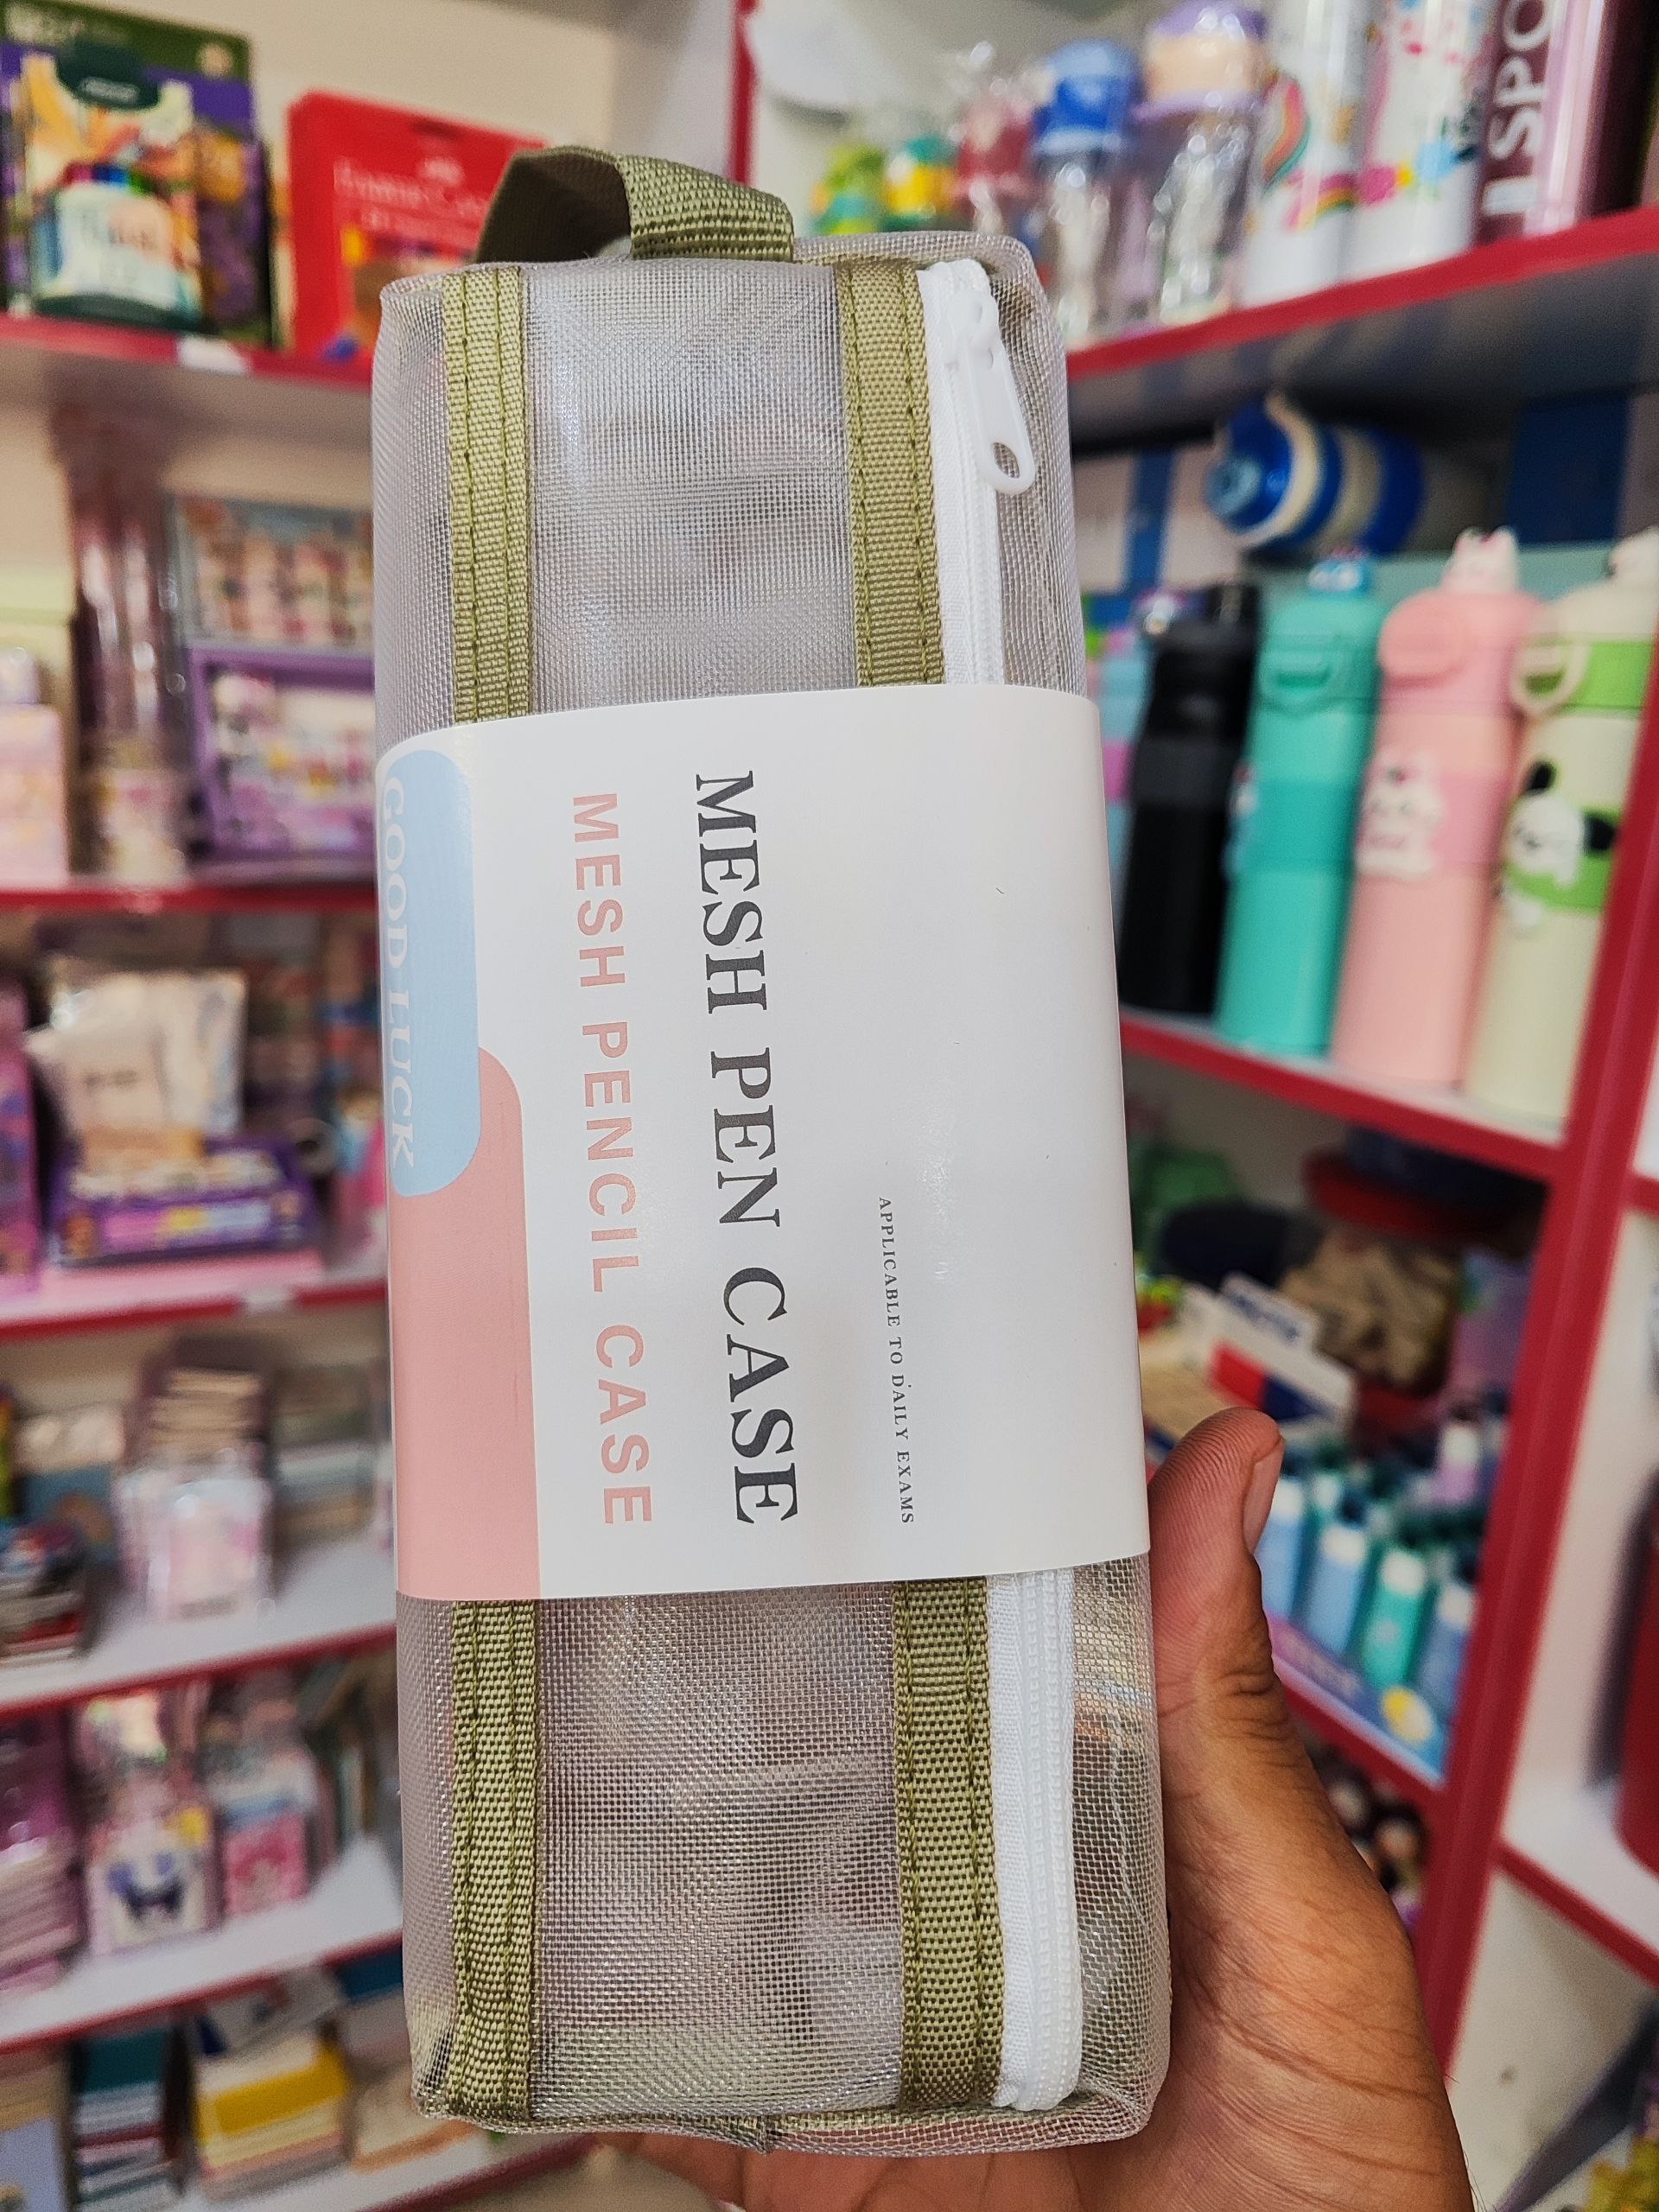 APPLICABLE TO DAILY EXAMS
MESH PEN CASE
MESH PENCIL CASE
GOOD LUCK